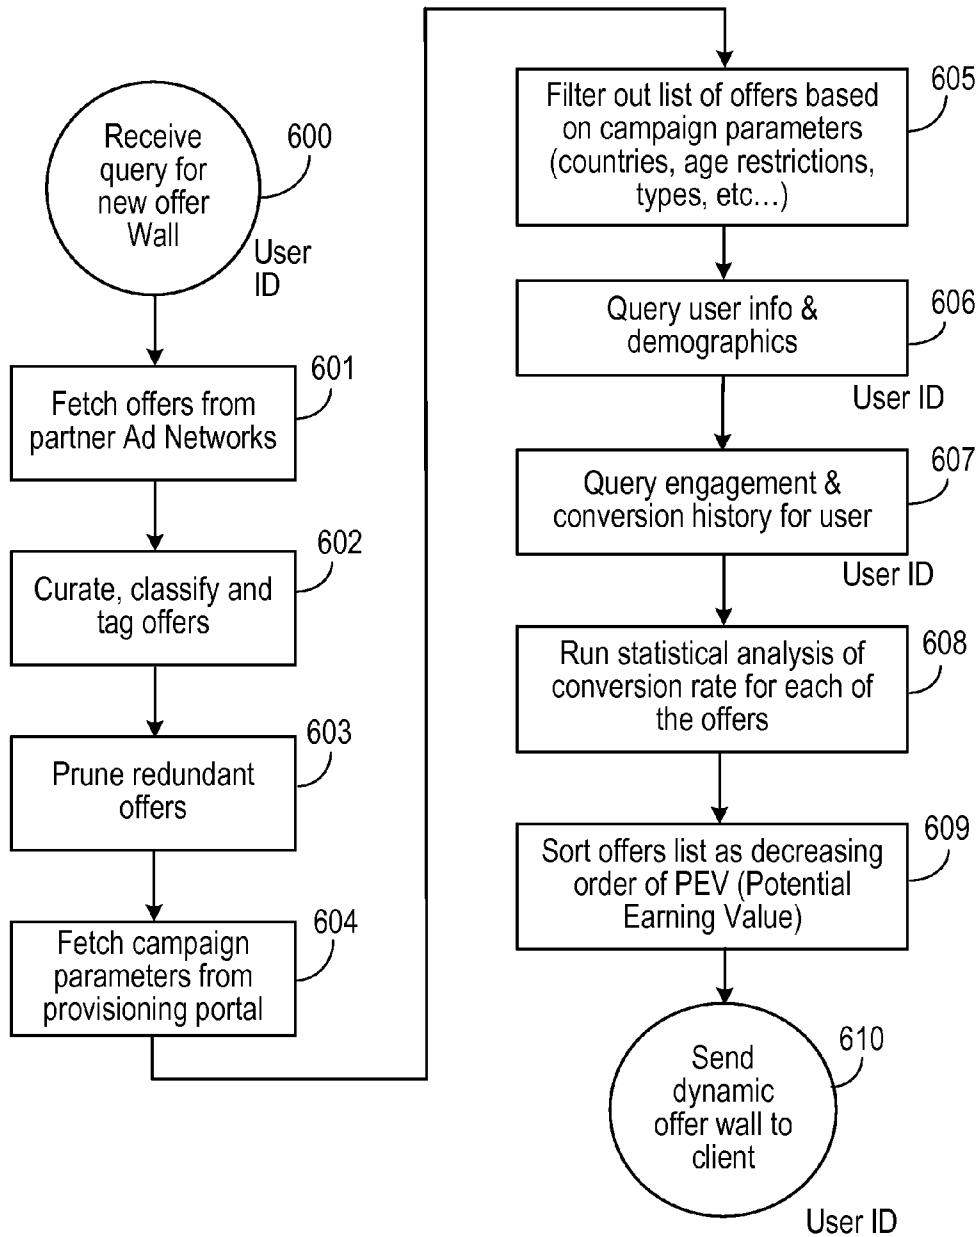 Receive
query for
new offer
Wall
600
User
ID
601
Fetch offers from
partner Ad Networks
602
Curate, classify and
tag offers
603
Prune redundant
offers
604
Fetch campaign
parameters from
provisioning portal
605
Filter out list of offers based
on campaign parameters
(countries, age restrictions,
types, etc...)
606
Query user info &
demographics
User ID
607
Query engagement &
conversion history for user
User ID
608
Run statistical analysis of
conversion rate for each of
the offers
609
Sort offers list as decreasing
order of PEV (Potential
Earning Value)
610
Send
dynamic
offer wall to
client
User ID